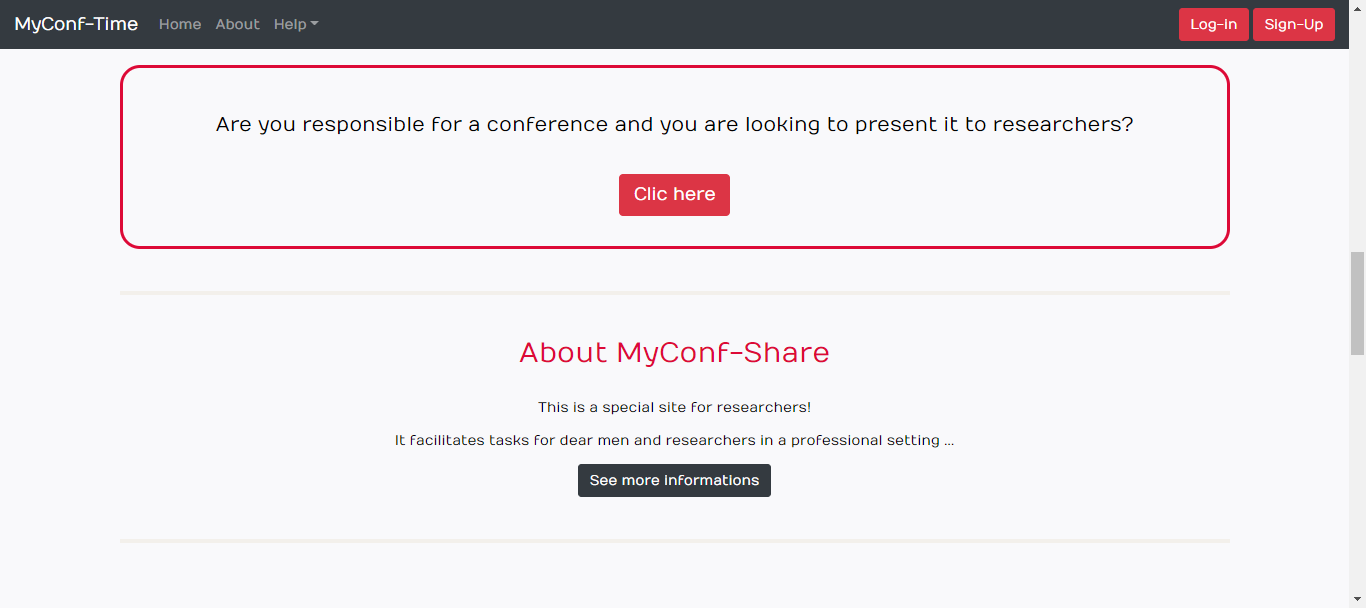 MyConf-Time Home About Help Log-In Sign-Up
Are you responsible for a conference and you are looking to present it to researchers?
Clic here
About MyConf-Share
This is a special site for researchers!
It facilitates tasks for dear men and researchers in a professional setting ...
See more informations